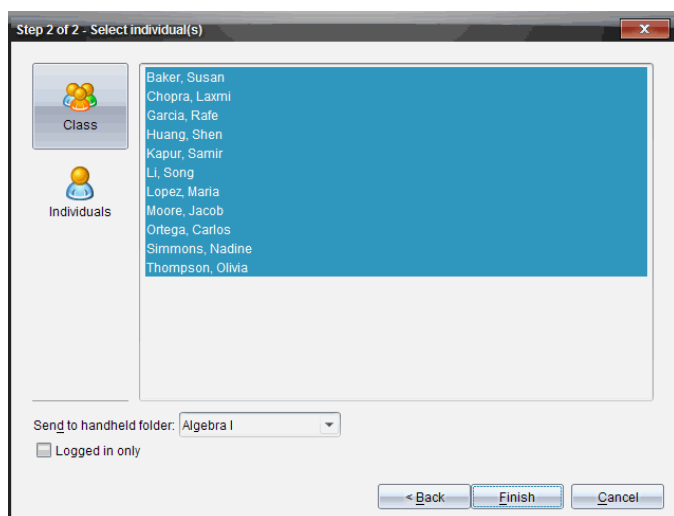 Step 2 of 2 - Select individual(s)
Class
Individuals
Baker, Susan
Chopra, Laxmi
Garcia, Rafe
Huang, Shen
Kapur, Samir
Li, Song
Lopez, Maria
Moore, Jacob
Ortega, Carlos
Simmons, Nadine
Thompson, Olivia
Send to handheld folder: Algebra I
Logged in only
< Back Finish Cancel